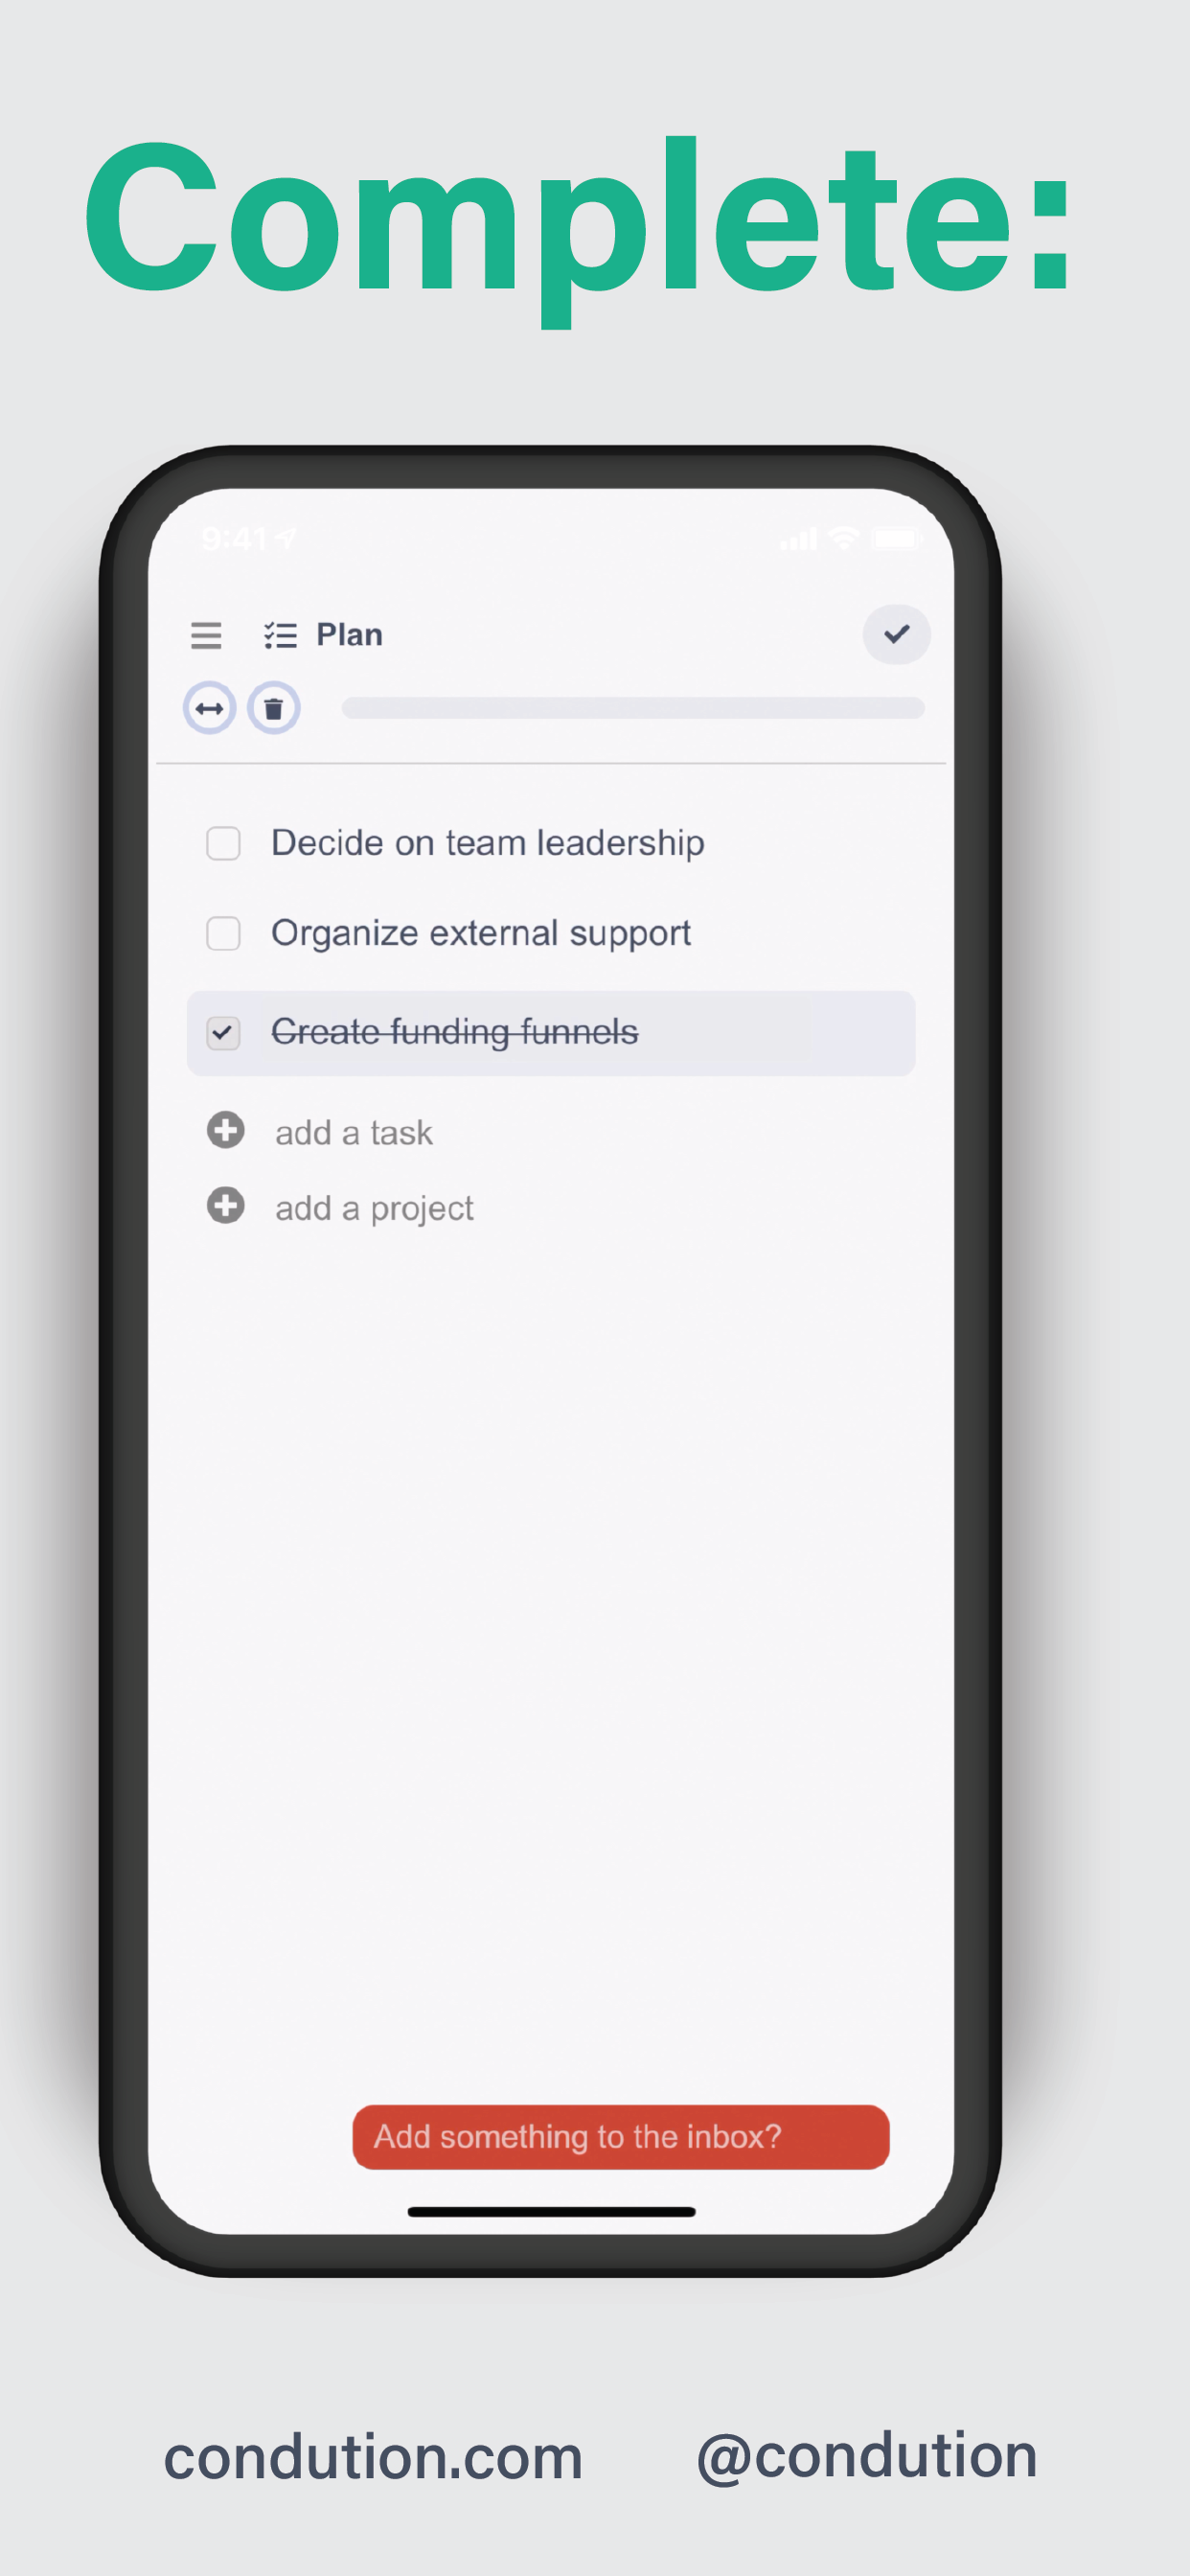 Complete:
9:41
Plan
Decide on team leadership
Organize external support
Create funding funnels
add a task
add a project
Add something to the inbox?
condution.com @condution